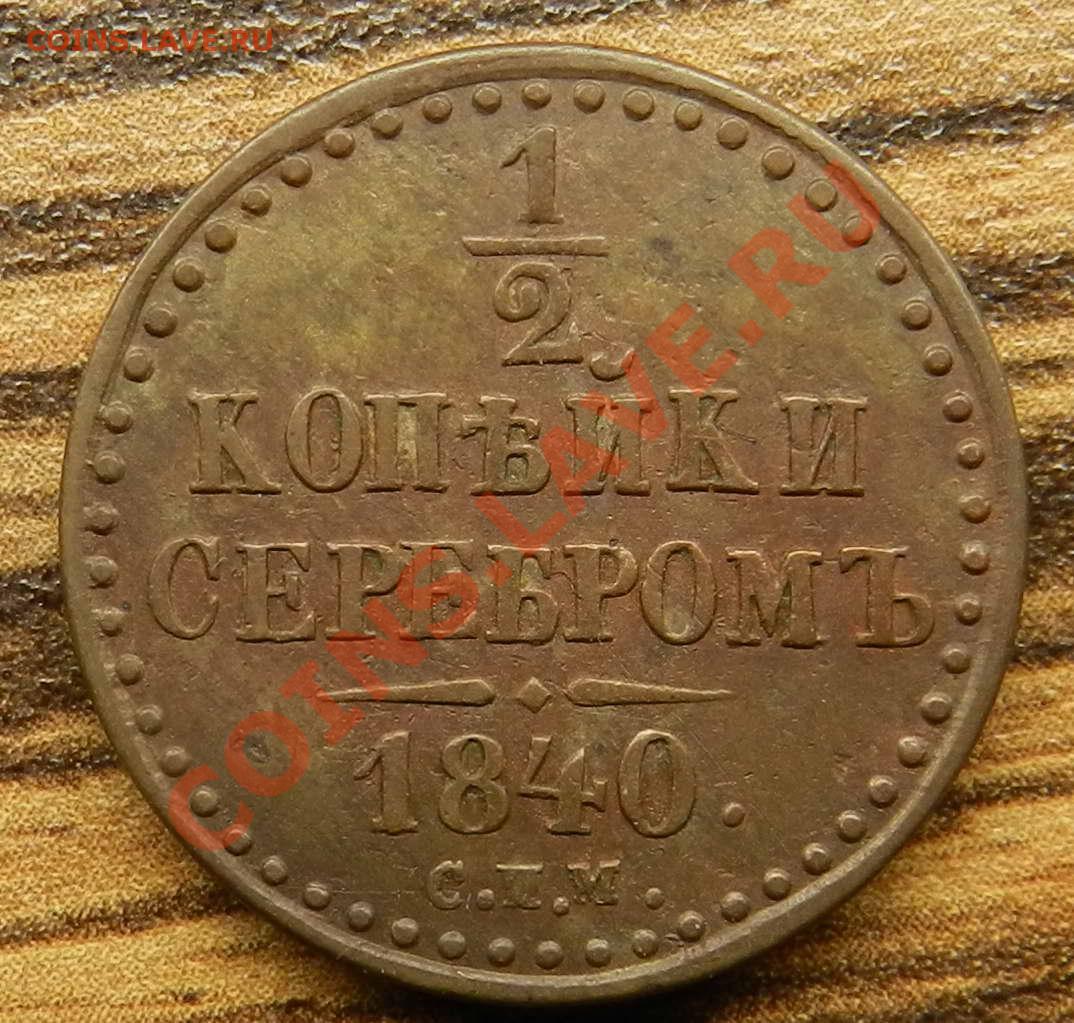 COINS.LAVE.RU
1
2
КОПѢЙКИ
СЕРЕБРОМЪ
1840.
С.П.М.
COINS.LAVE.RU